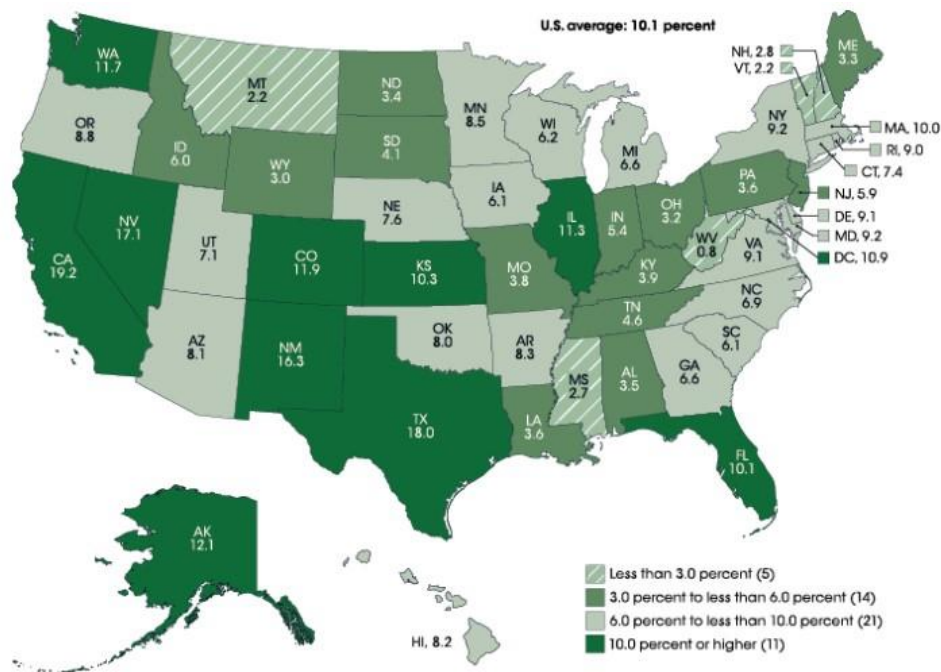 U.S. average: 10.1 percent
WA
11.7
MT
2.2
ND
3.4
MN
8.5
ME
3.3
NH, 2.8
VT, 2.2
OR
8.8
ID
6.0
WY
3.0
SD
4.1
WI
6.2
MI
6.6
NY
9.2
MA, 10.0
RI, 9.0
CT, 7.4
NJ, 5.9
DE, 9.1
MD, 9.2
DC, 10.9
CA
19.2
NV
17.1
UT
7.1
CO
11.9
NE
7.6
KS
10.3
IA
6.1
MO
3.8
IL
11.3
IN
5.4
OH
3.2
PA
3.6
WV
0.8
VA
9.1
KY
3.9
NC
6.9
TN
4.6
SC
6.1
AZ
8.1
NM
16.3
OK
8.0
AR
8.3
TX
18.0
LA
3.6
MS
2.7
AL
3.5
GA
6.6
FL
10.1
AK
12.1
HI, 8.2
Less than 3.0 percent (5)
3.0 percent to less than 6.0 percent (14)
6.0 percent to less than 10.0 percent (21)
10.0 percent or higher (11)